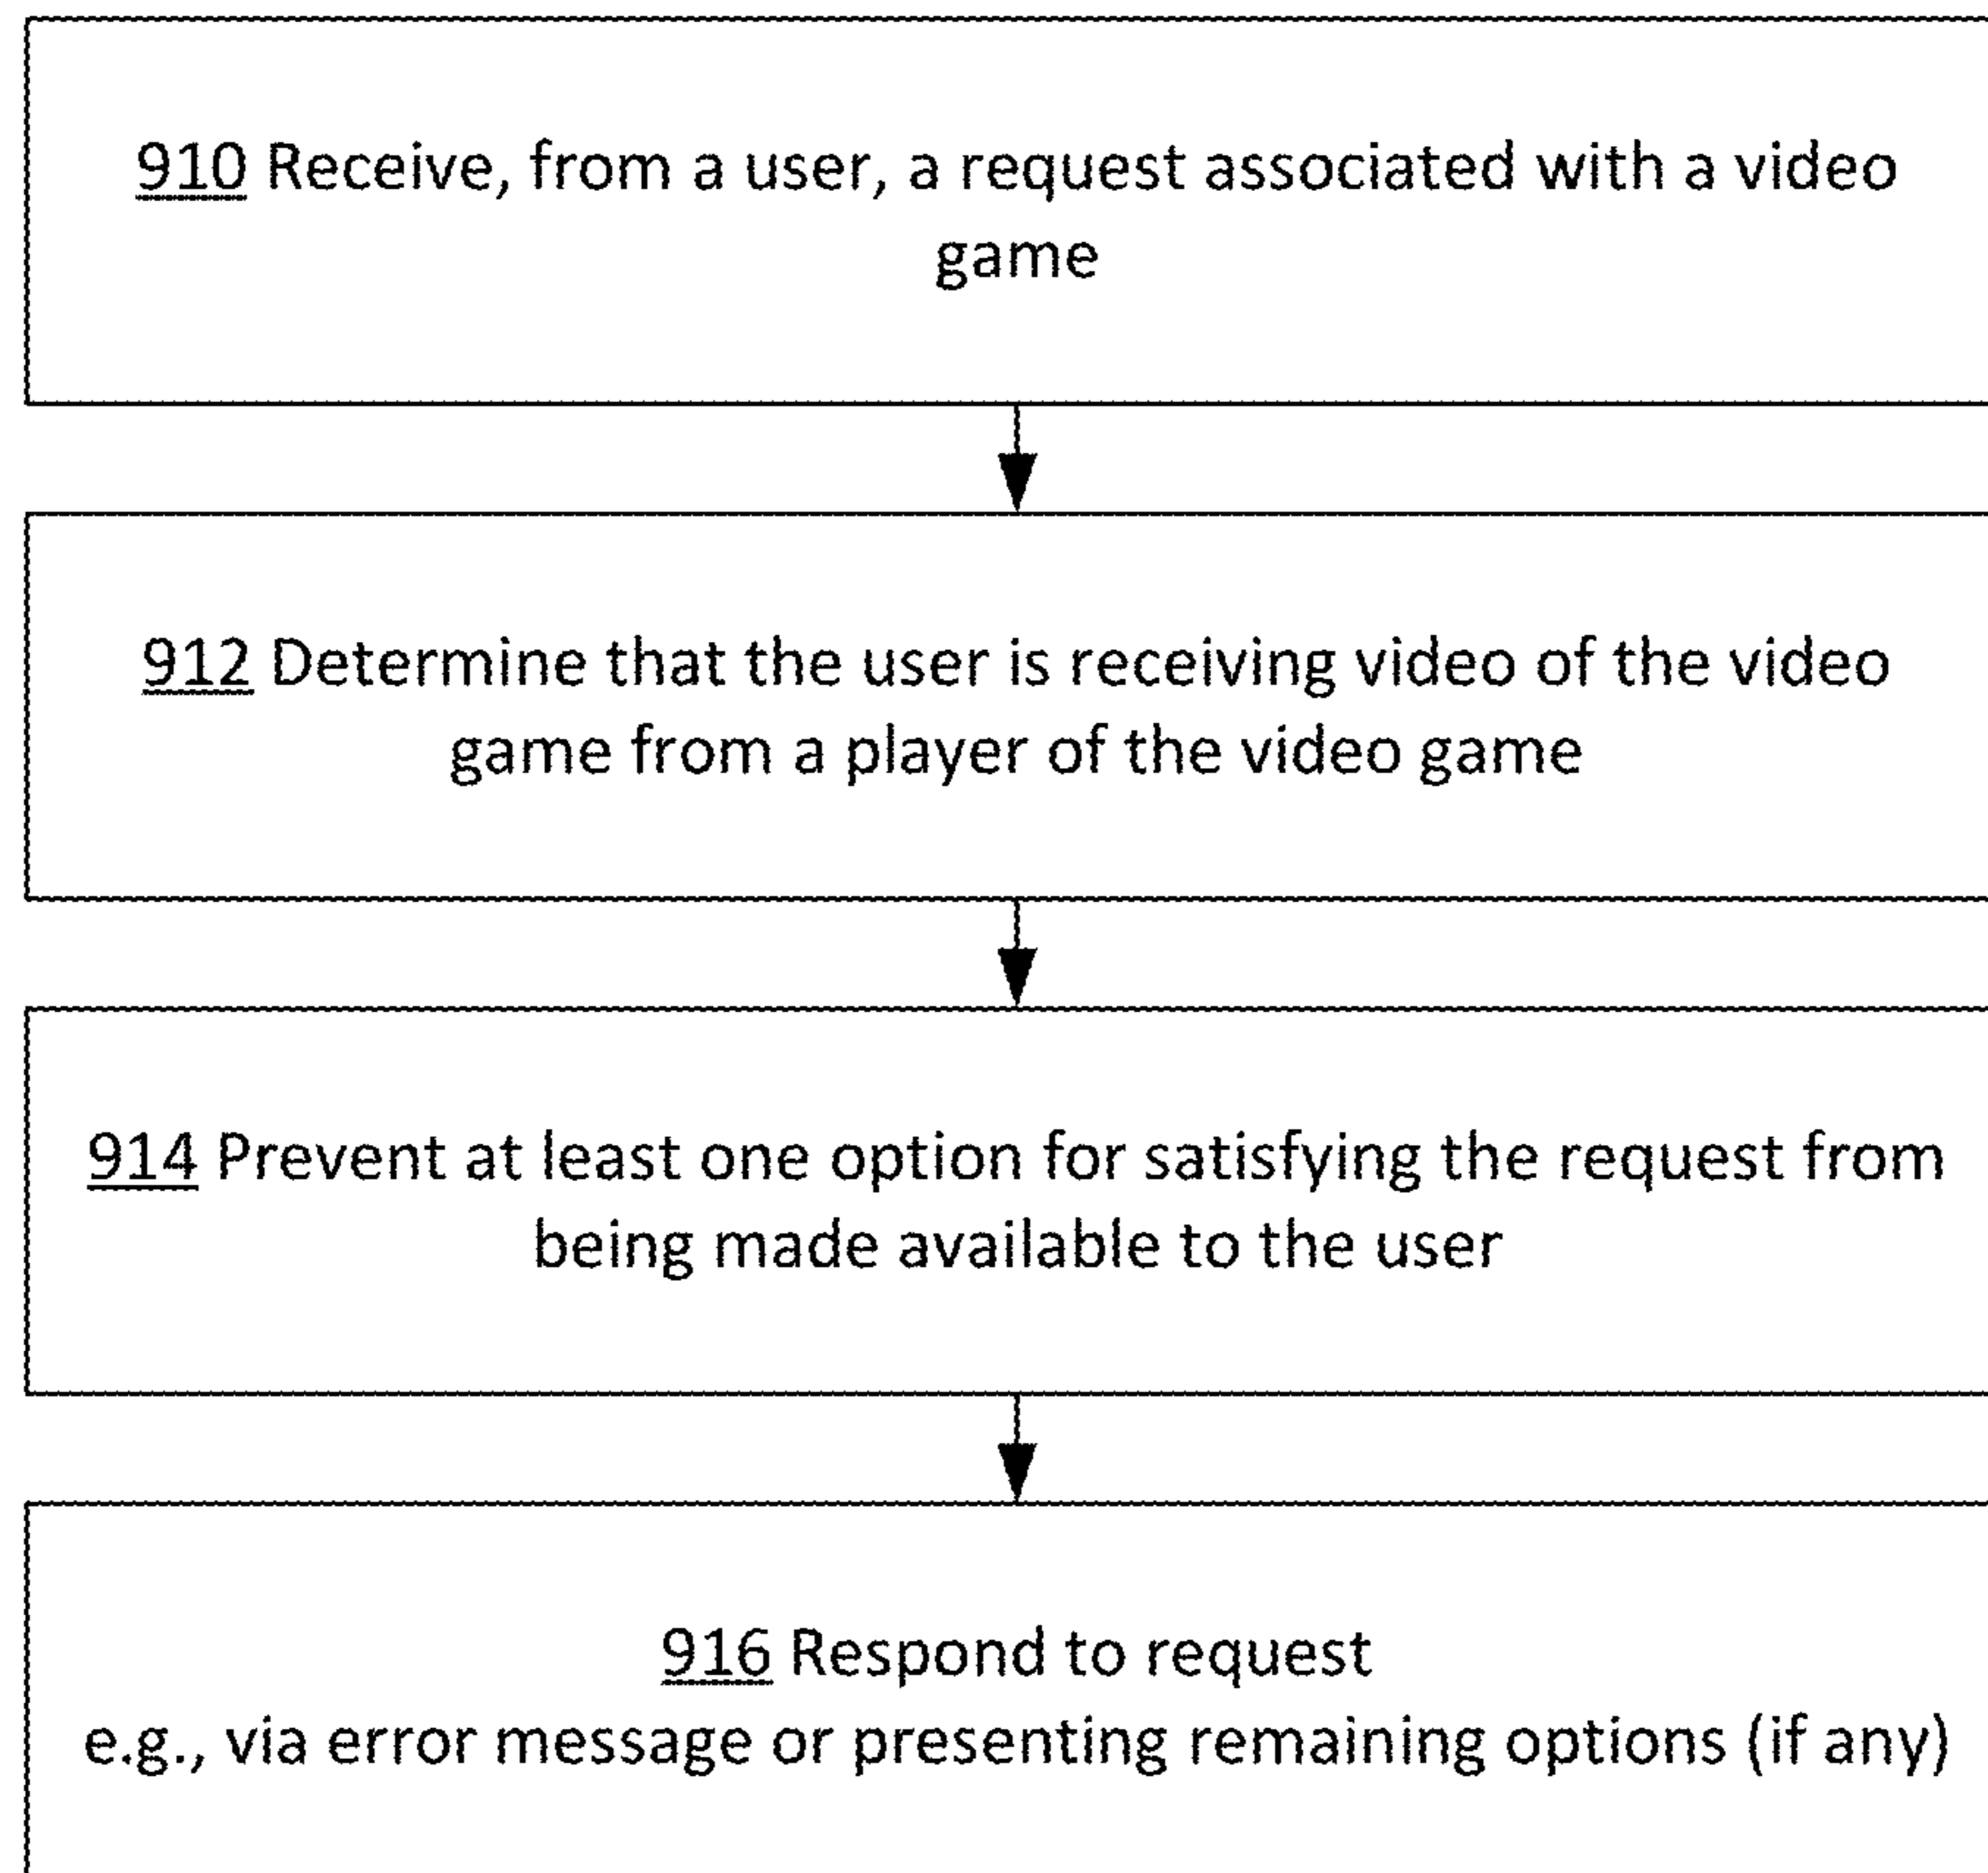 910 Receive, from a user, a request associated with a video
game
912 Determine that the user is receiving video of the video
game from a player of the video game
914 Prevent at least one option for satisfying the request from
being made available to the user
916 Respond to request
e.g., via error message or presenting remaining options (if any)